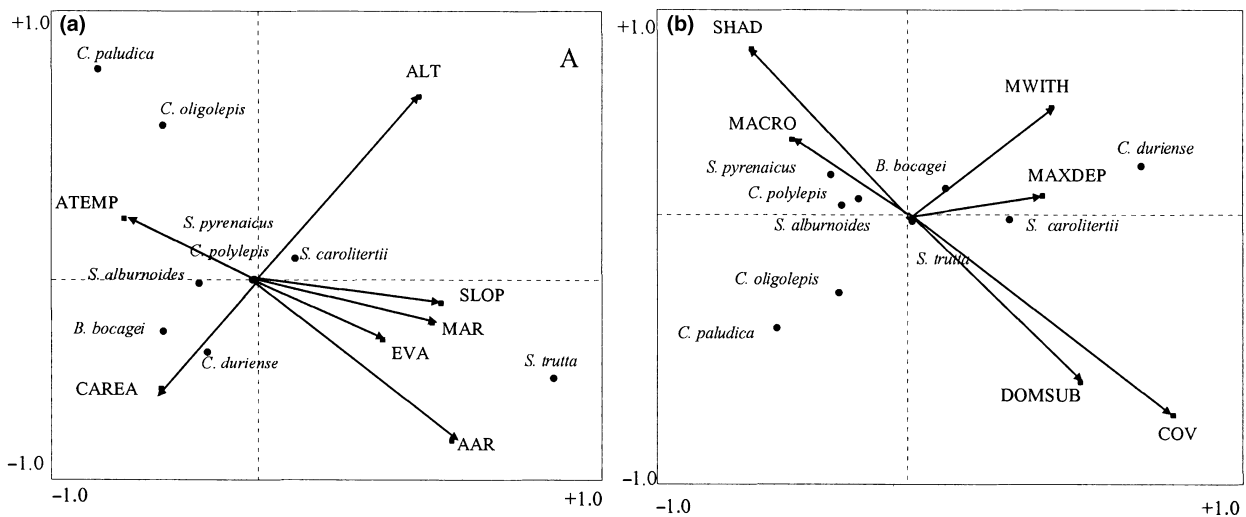 +1.0
(a)
C. paludica
A
ALT
C. oligolepis
ATEMP
S. pyrenaicus
C. polylepis
S. carolitertii
S. alburnoides
SLOP
B. bocagei
MAR
EVA
C. duriense
S. trutta
CAREA
AAR
–1.0
-1.0
+1.0
+1.0
(b)
SHAD
MWITH
MACRO
C. duriense
S. pyrenaicus
B. bocagei
MAXDEP
C. polylepis
S. alburnoides
S. carolitertii
S. trutta
C. oligolepis
C. paludica
DOMSUB
COV
-1.0
–1.0
+1.0